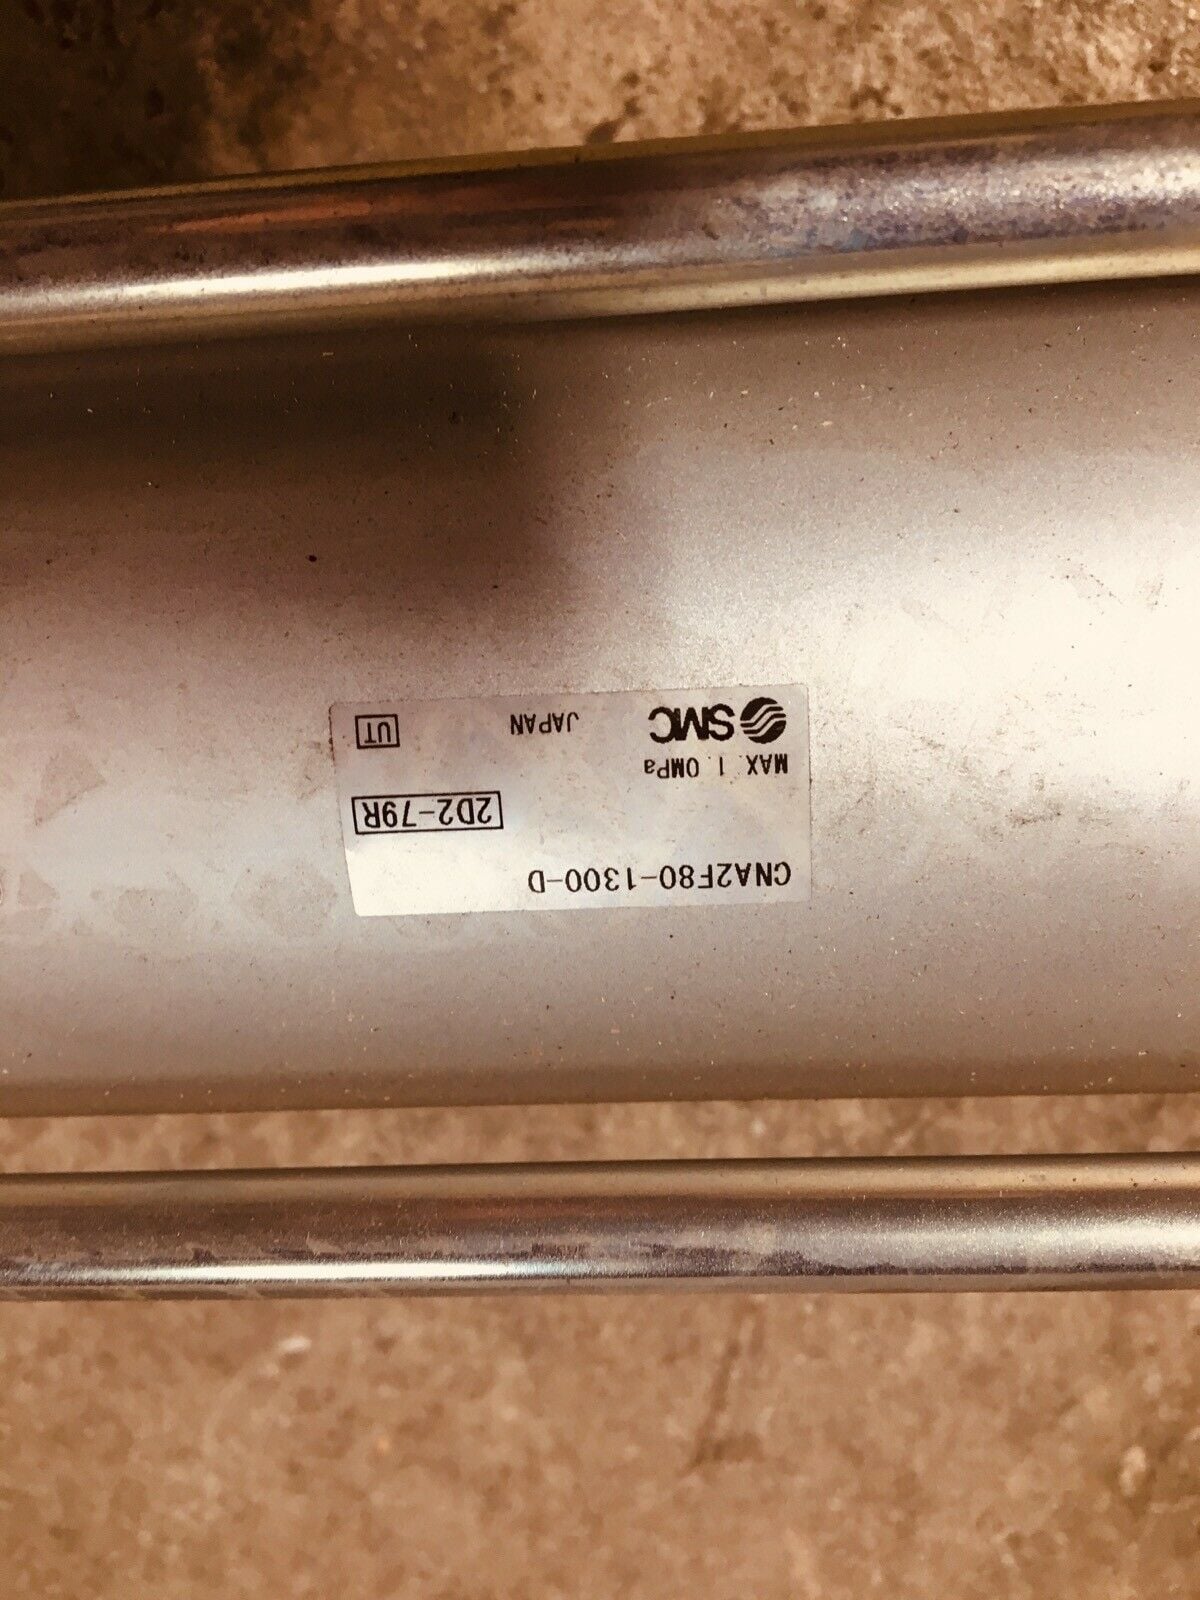 CNA2F80-1300-D
2D2-79R
MAX. 1.0MPa
SMC JAPAN UT